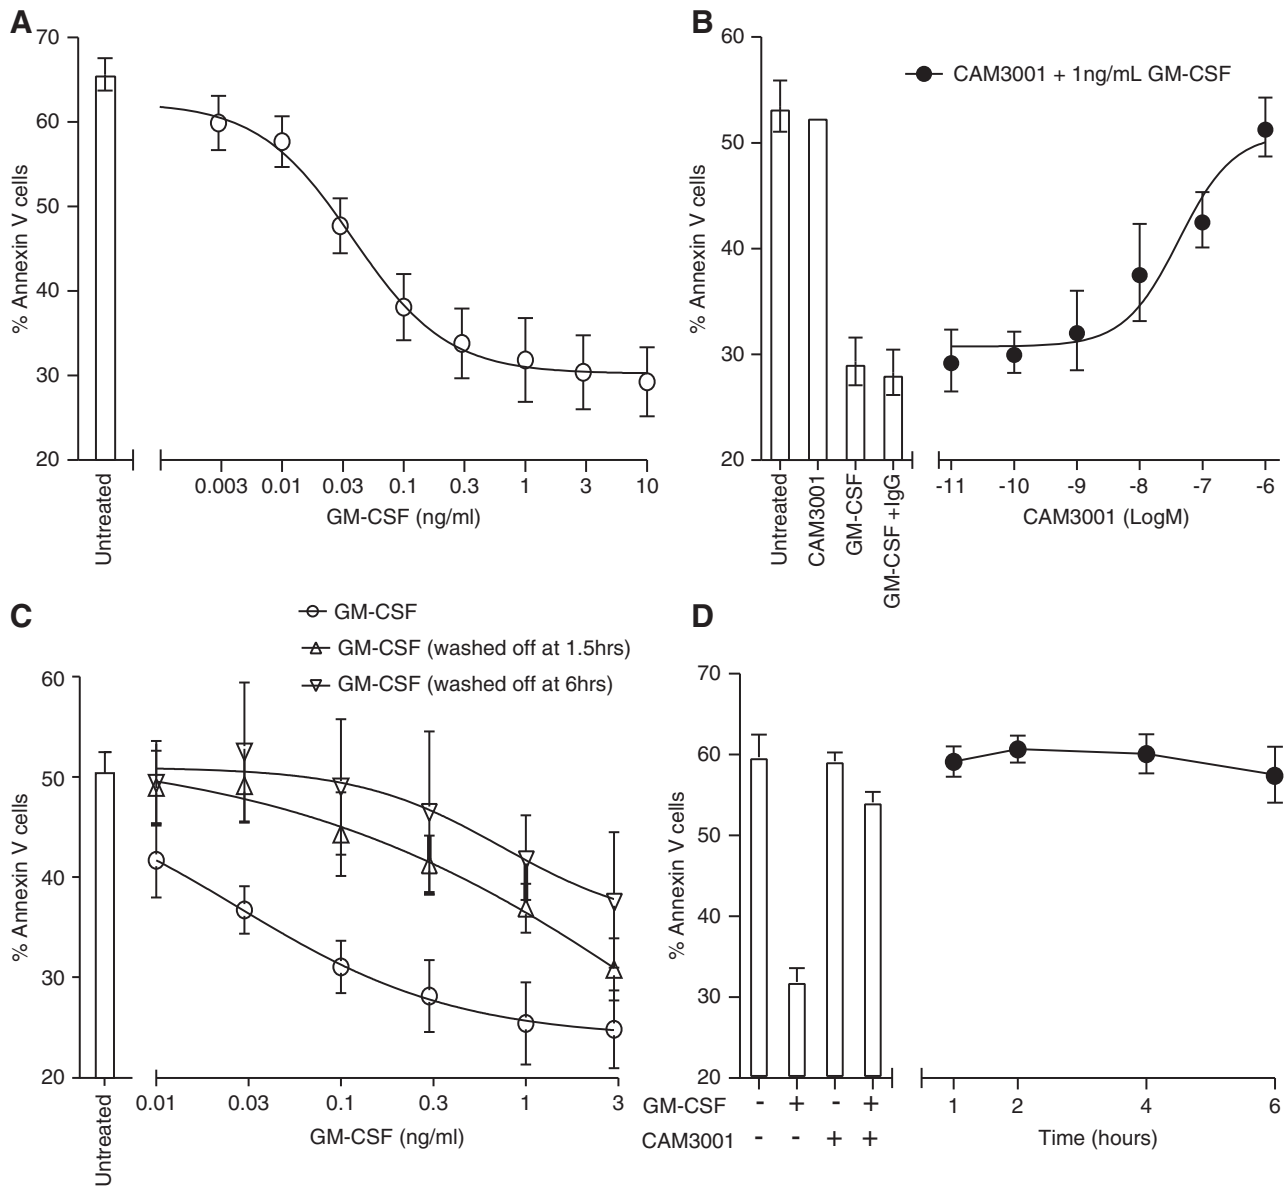 A
70
60
50
40
30
20
% Annexin V cells
Untreated
0.003 0.01 0.03 0.1 0.3 1 3 10
GM-CSF (ng/ml)
B
60
50
40
30
20
% Annexin V cells
CAM3001 + 1ng/mL GM-CSF
Untreated
CAM3001
GM-CSF
GM-CSF +IgG
-11 -10 -9 -8 -7 -6
CAM3001 (LogM)
C
GM-CSF
GM-CSF (washed off at 1.5hrs)
GM-CSF (washed off at 6hrs)
60
50
40
30
20
% Annexin V cells
Untreated
0.01 0.03 0.1 0.3 1 3
GM-CSF (ng/ml)
D
70
60
50
40
30
20
% Annexin V cells
GM-CSF - + - +
CAM3001 - - + +
1 2 4 6
Time (hours)